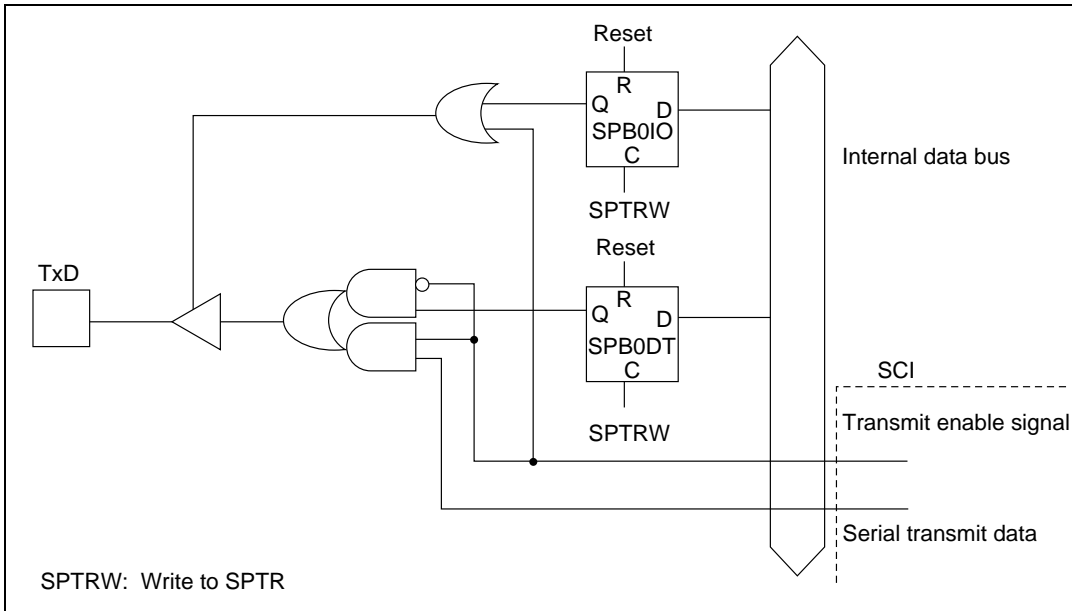 Reset
R
Q
D
SPB0IO
C
Internal data bus
SPTRW
Reset
TxD
R
Q
D
SPB0DT
C
SCI
Transmit enable signal
SPTRW
Serial transmit data
SPTRW: Write to SPTR